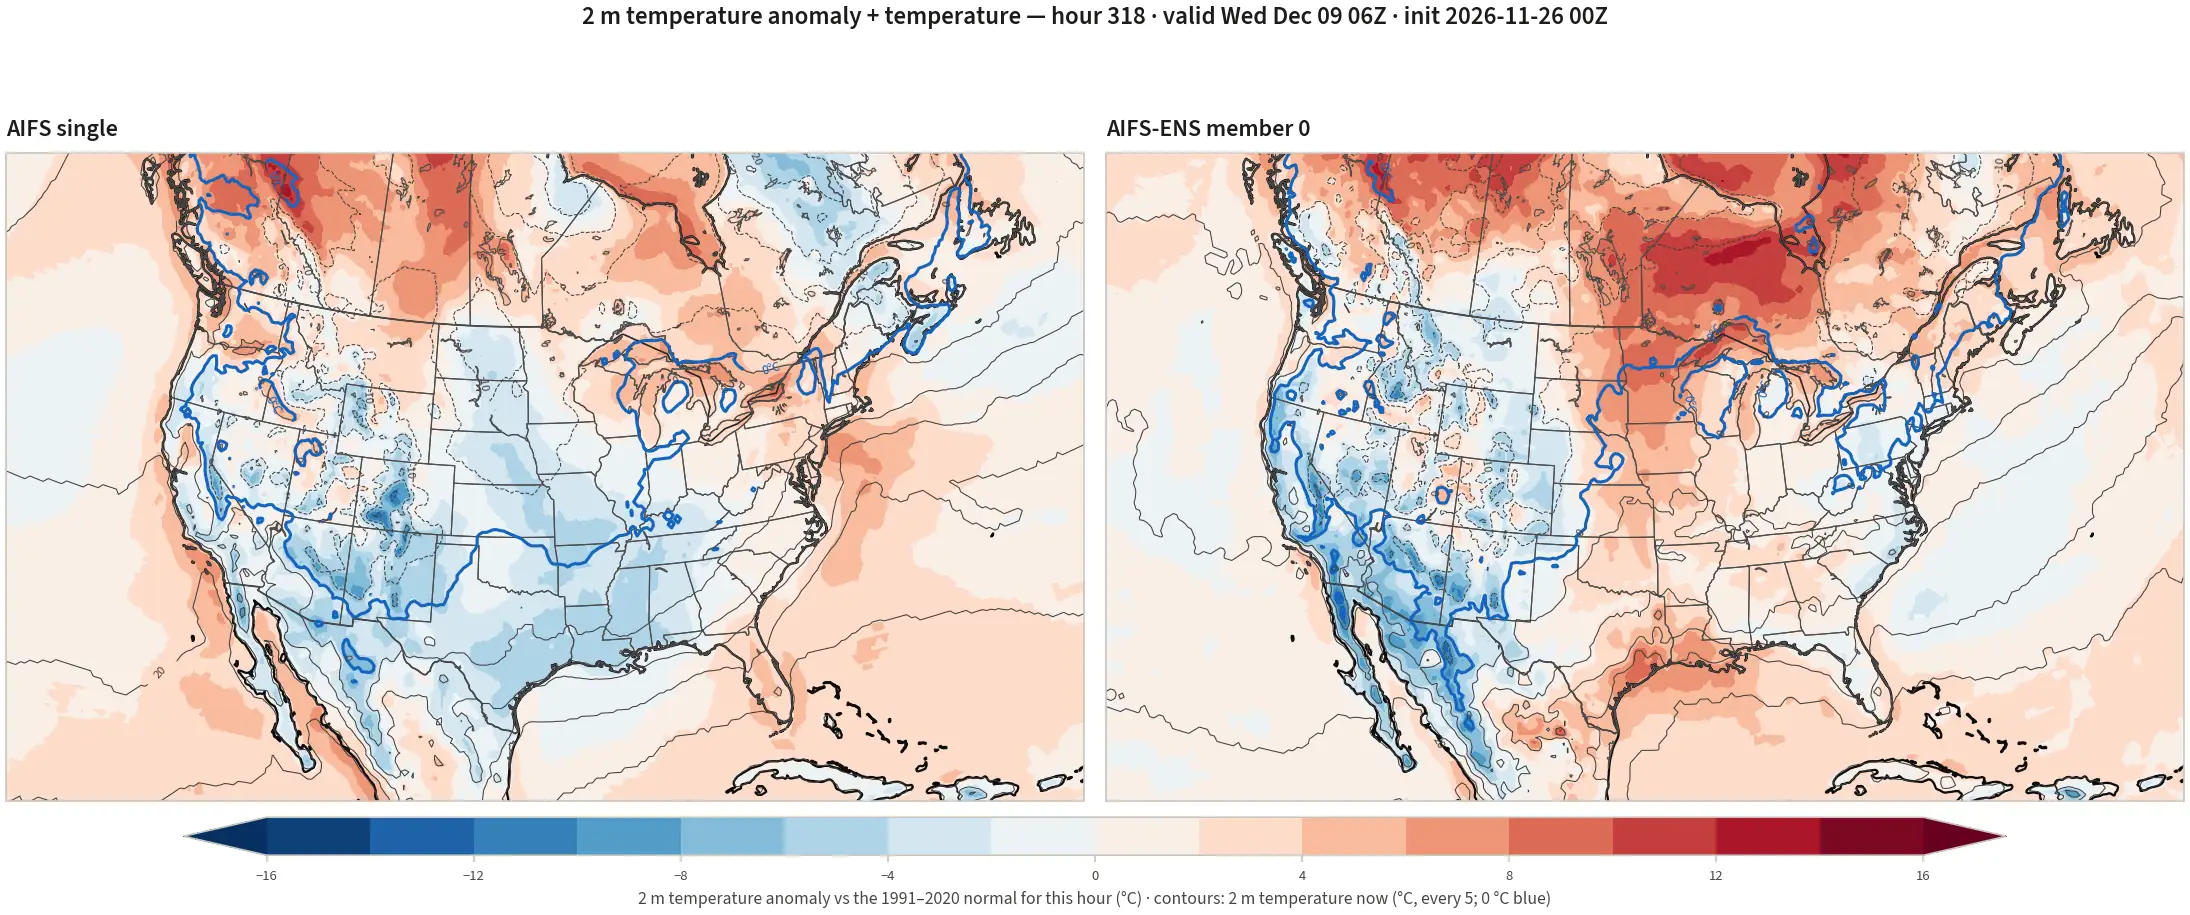 2 m temperature anomaly + temperature — hour 318 · valid Wed Dec 09 06Z · init 2026-11-26 00Z
AIFS single
AIFS-ENS member 0
20
−16
−12
−8
−4
0
4
8
12
16
2 m temperature anomaly vs the 1991–2020 normal for this hour (°C) · contours: 2 m temperature now (°C, every 5; 0 °C blue)